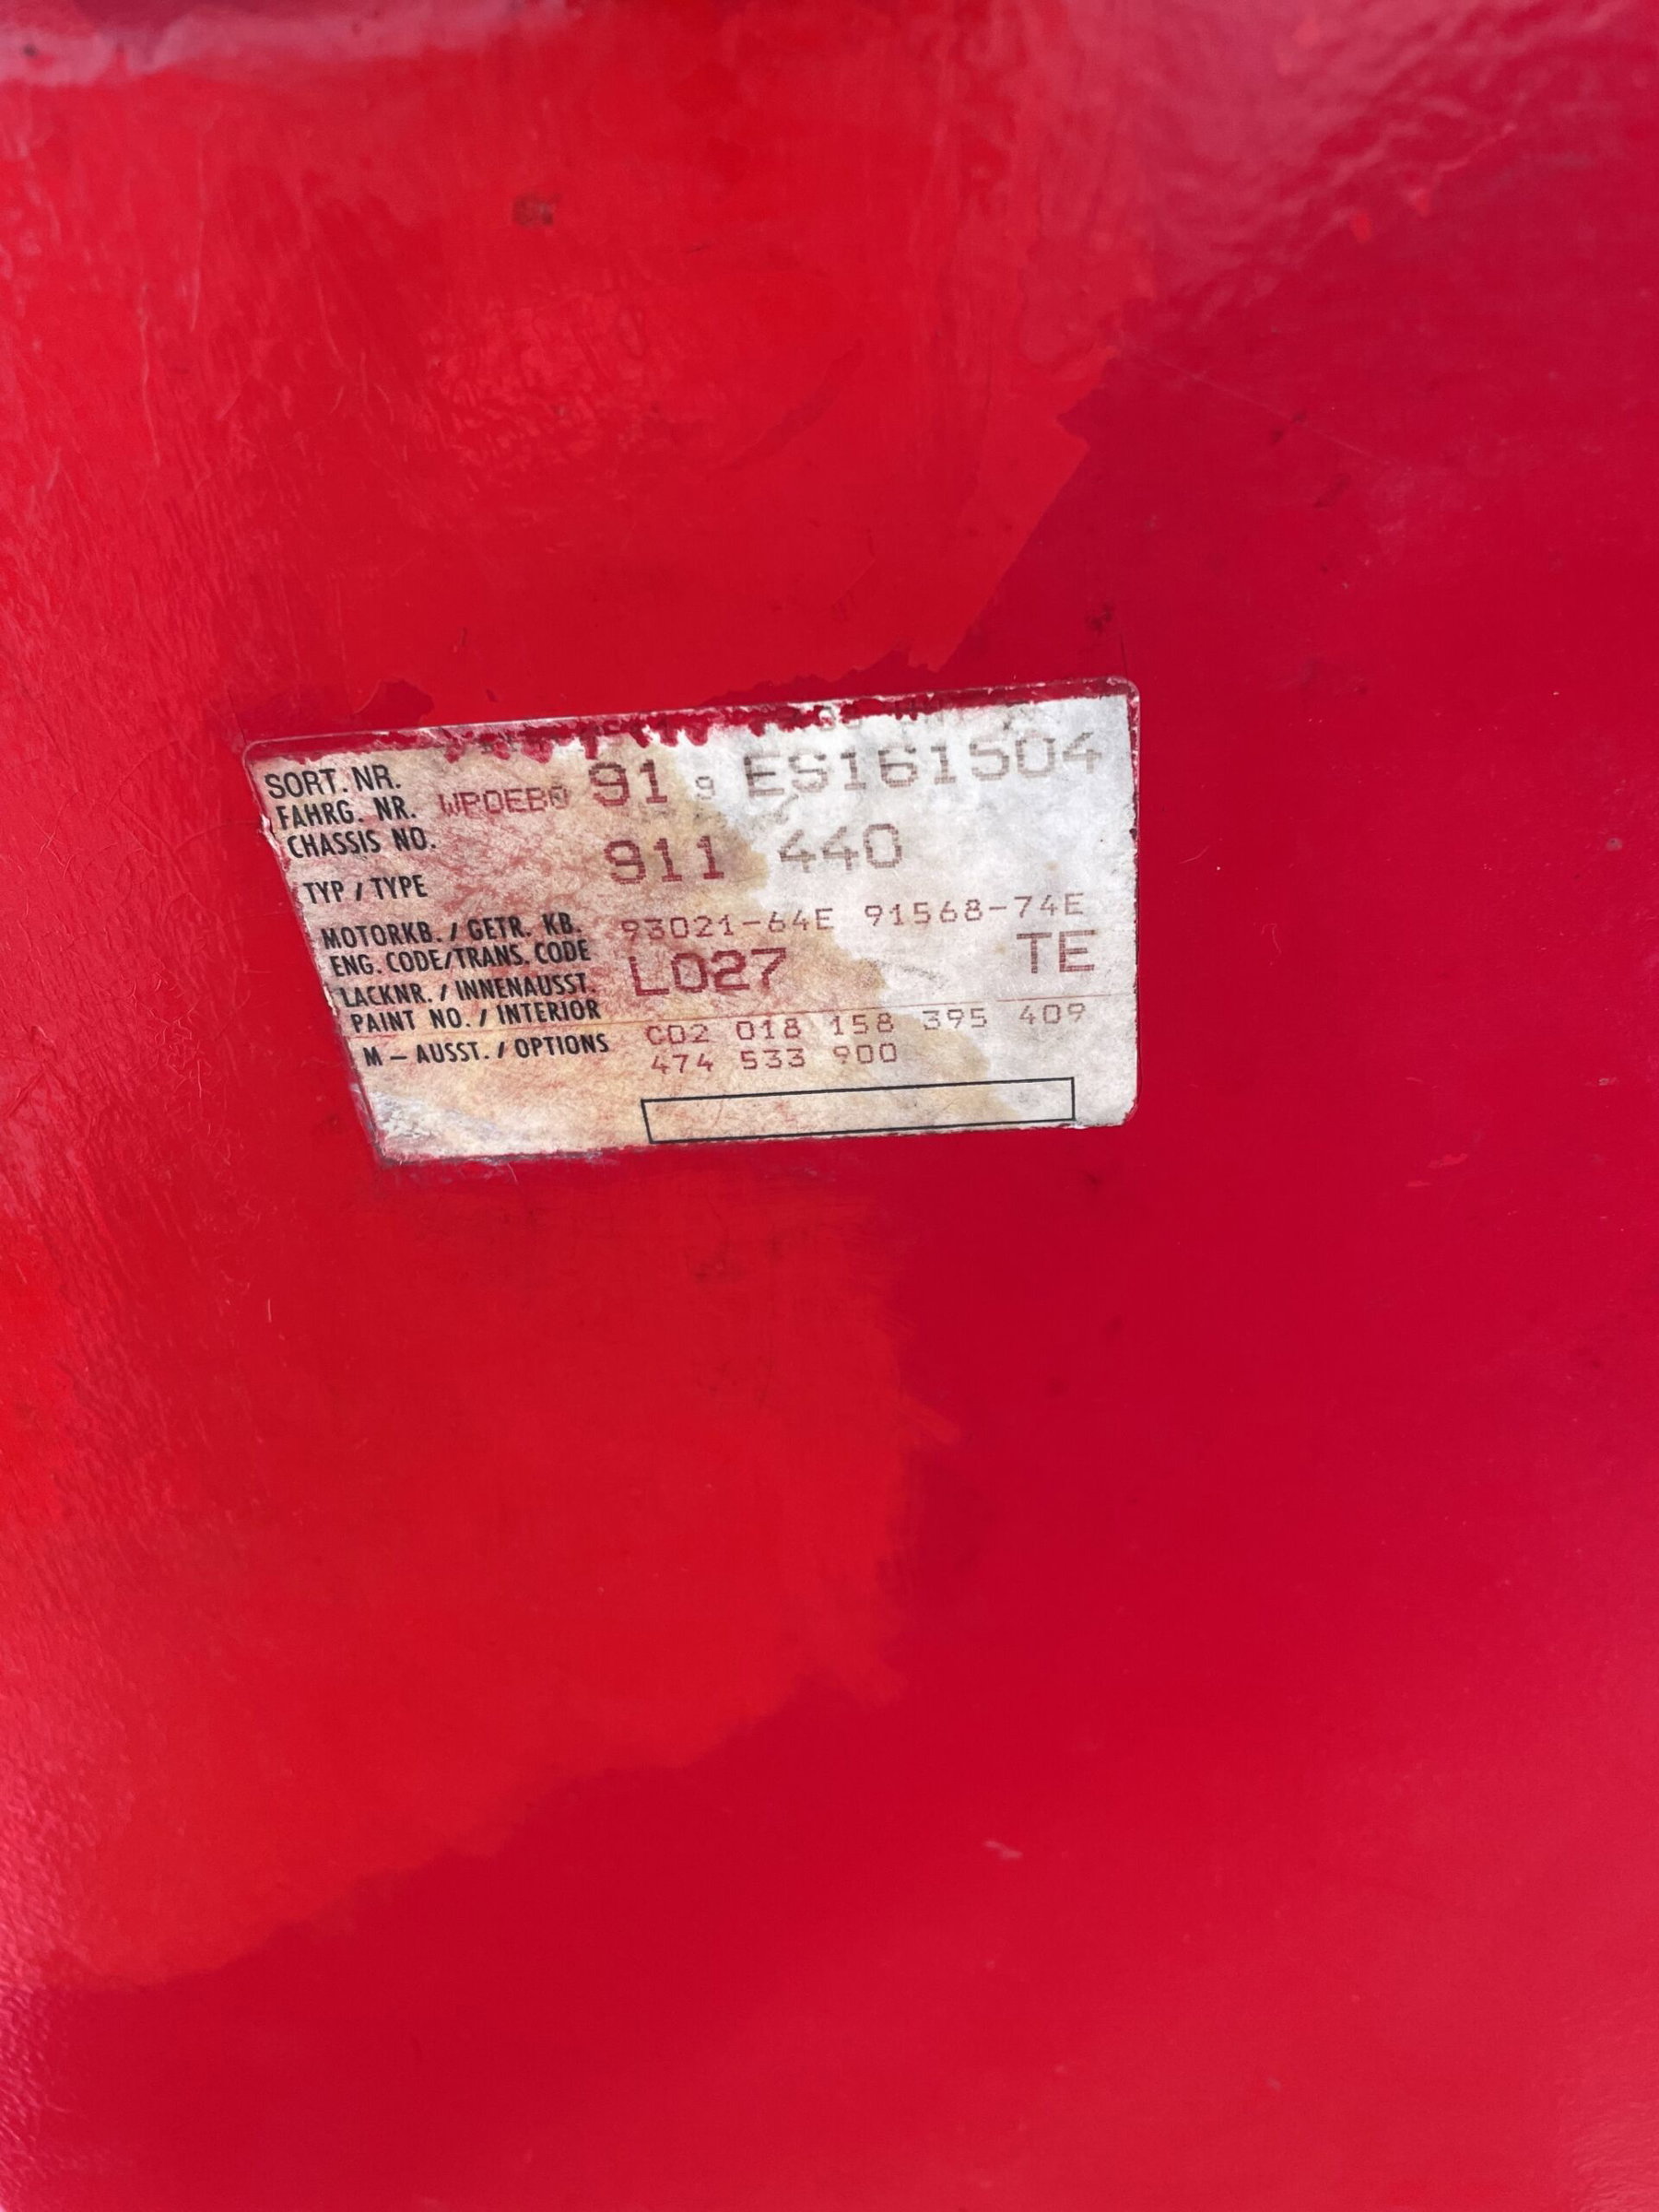 SORT. NR.
FAHRG. NR. WPOEBO 91 9 ES161504
CHASSIS NO.
TYP / TYPE 911 440
MOTORKB. / GETR. KB. 93021-64E 91568-74E
ENG. CODE/TRANS. CODE
LACKNR. / INNENAUSST. L027 TE
PAINT NO. / INTERIOR
M – AUSST. / OPTIONS C02 018 158 395 409
474 533 900